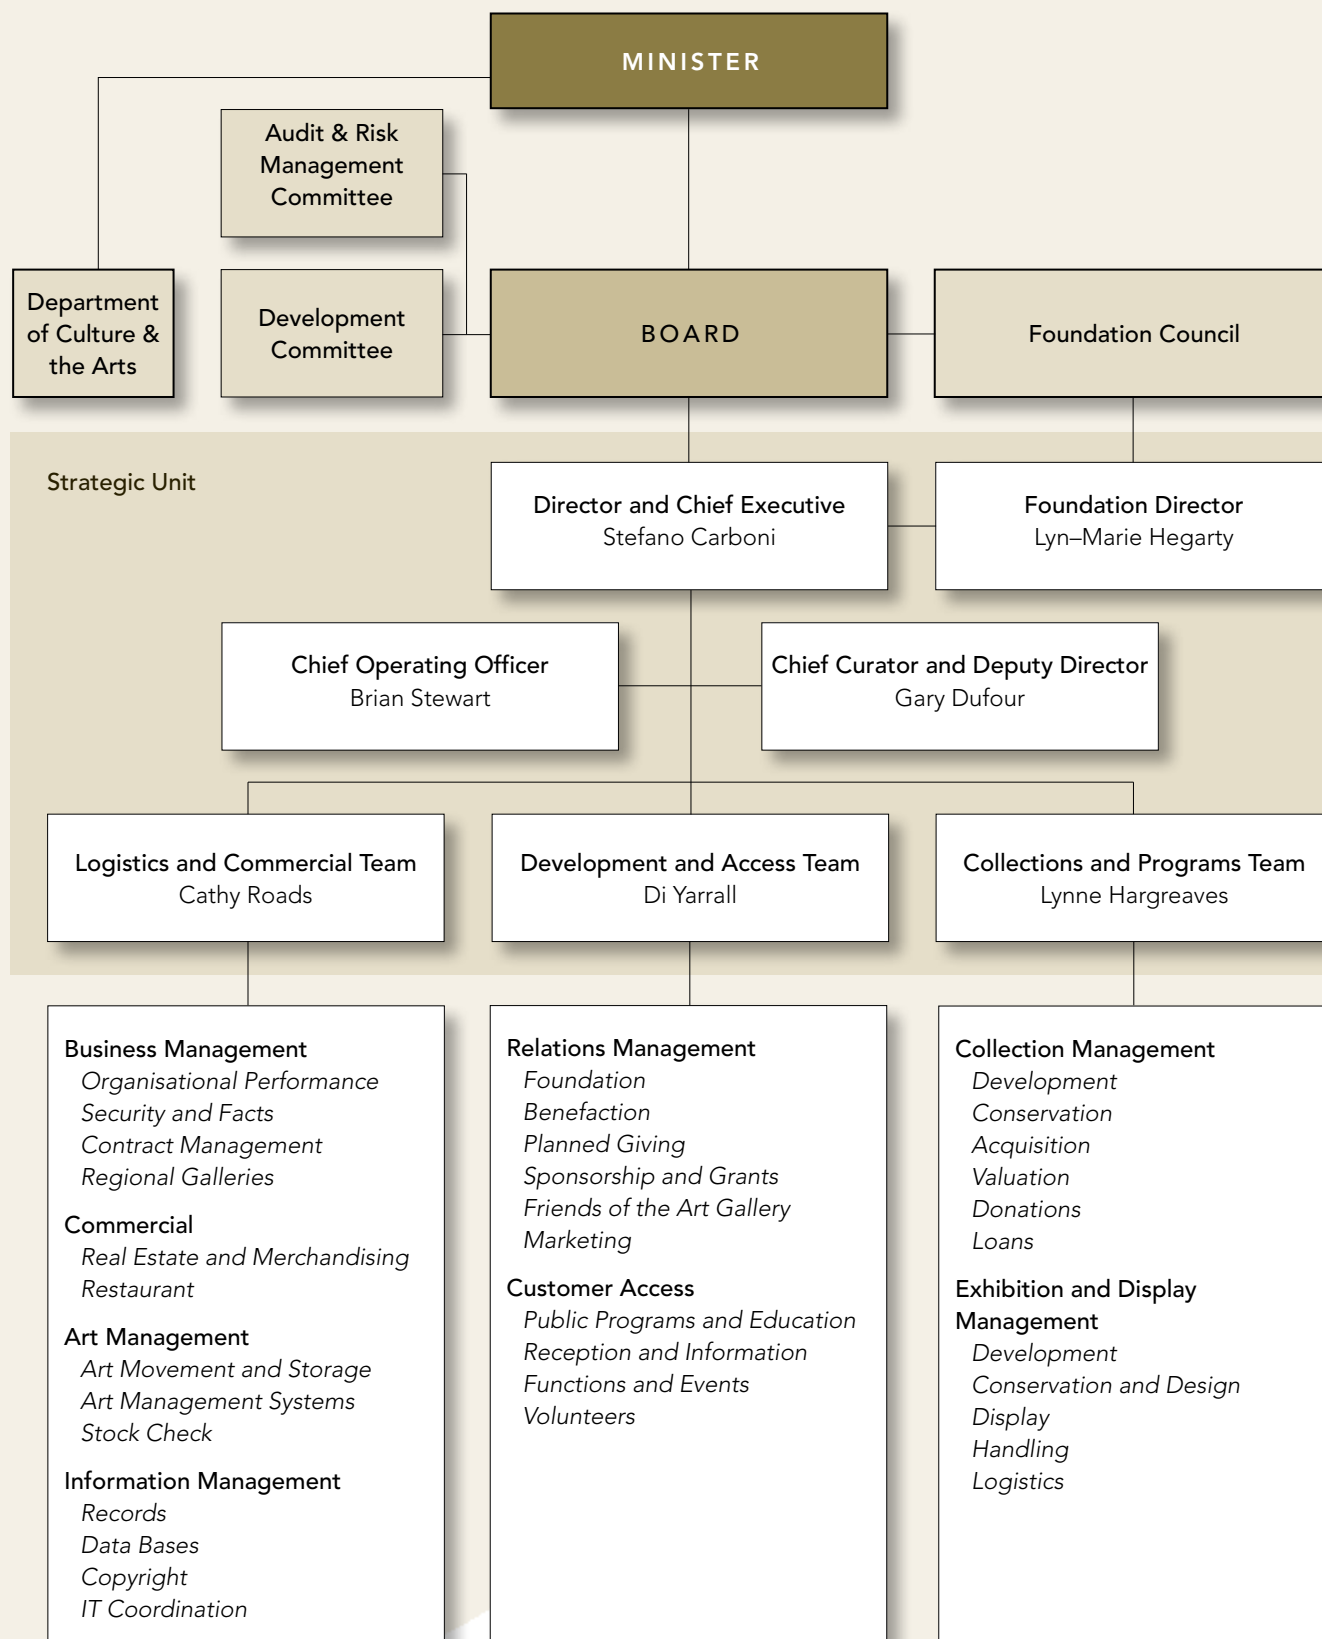 MINISTER
Audit & Risk
Management
Committee
Department
of Culture &
the Arts
Development
Committee
BOARD
Foundation Council
Strategic Unit
Director and Chief Executive
Stefano Carboni
Foundation Director
Lyn–Marie Hegarty
Chief Operating Officer
Brian Stewart
Chief Curator and Deputy Director
Gary Dufour
Logistics and Commercial Team
Cathy Roads
Development and Access Team
Di Yarrall
Collections and Programs Team
Lynne Hargreaves
Business Management
Organisational Performance
Security and Facts
Contract Management
Regional Galleries
Commercial
Real Estate and Merchandising
Restaurant
Art Management
Art Movement and Storage
Art Management Systems
Stock Check
Information Management
Records
Data Bases
Copyright
IT Coordination
Relations Management
Foundation
Benefaction
Planned Giving
Sponsorship and Grants
Friends of the Art Gallery
Marketing
Customer Access
Public Programs and Education
Reception and Information
Functions and Events
Volunteers
Collection Management
Development
Conservation
Acquisition
Valuation
Donations
Loans
Exhibition and Display
Management
Development
Conservation and Design
Display
Handling
Logistics